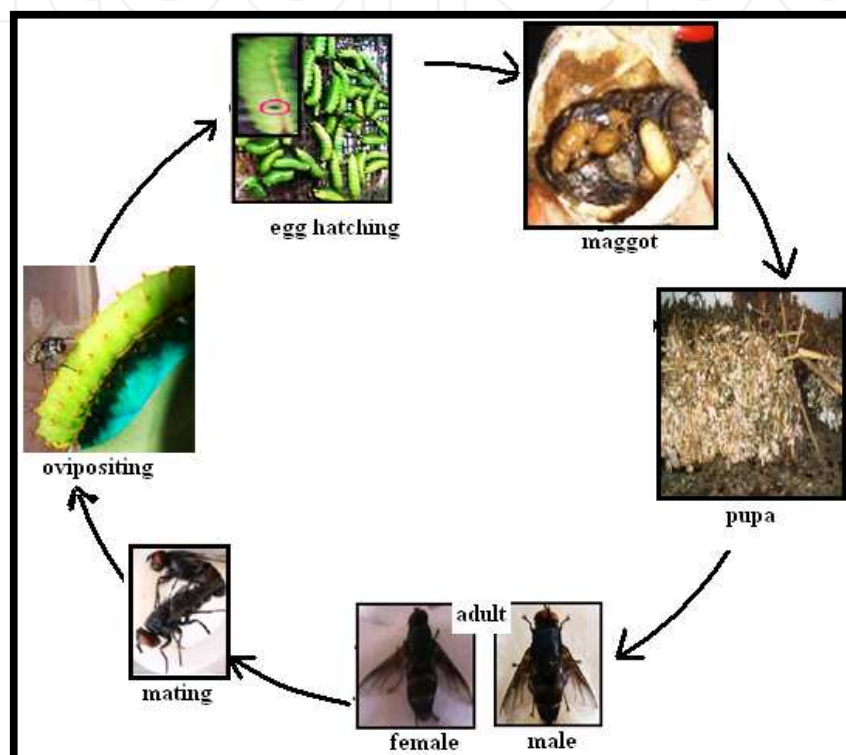 egg hatching
maggot
ovipositing
pupa
adult
mating
female
male